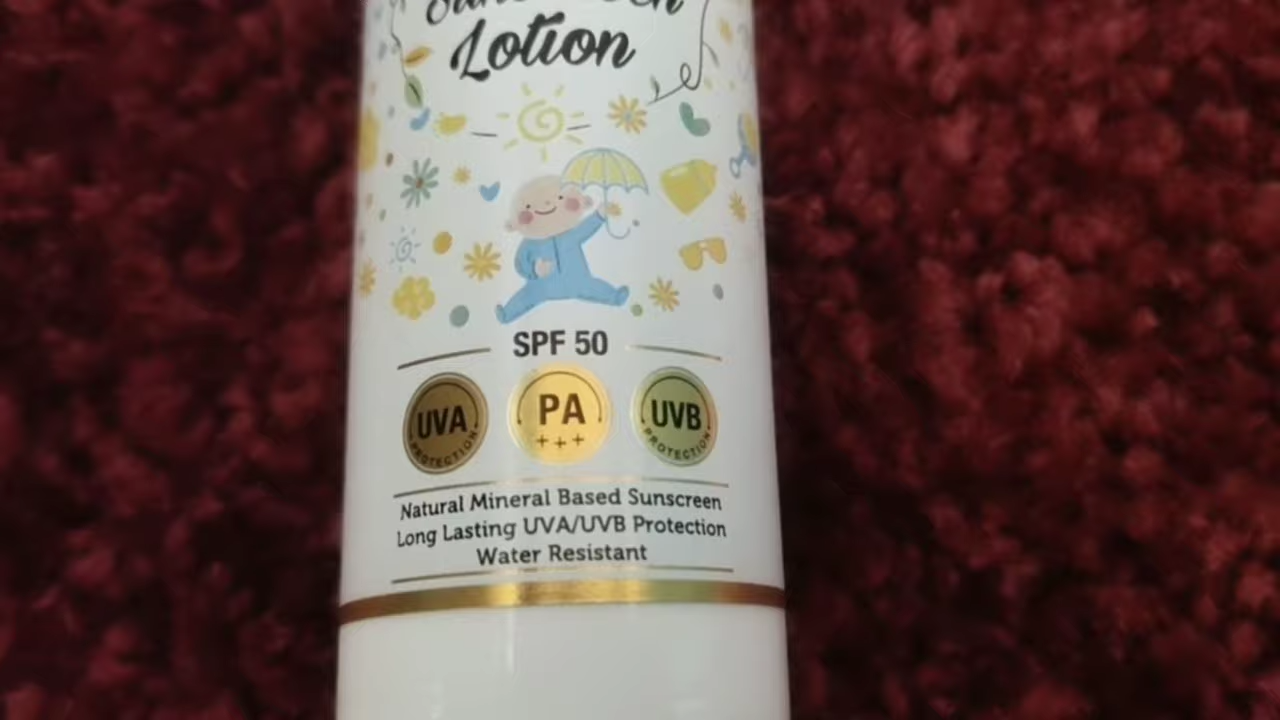 Sunscreen
Lotion
SPF 50
UVA
PROTECTION
PA
+++
UVB
PROTECTION
Natural Mineral Based Sunscreen
Long Lasting UVA/UVB Protection
Water Resistant